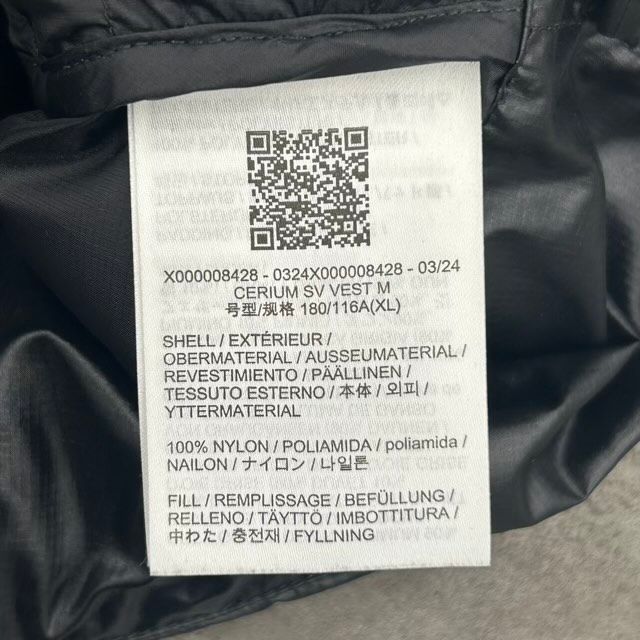 X000008428 - 0324X000008428 - 03/24
CERIUM SV VEST M
号型/规格 180/116A(XL)
SHELL / EXTÉRIEUR /
OBERMATERIAL / AUSSEUMATERIAL /
REVESTIMIENTO / PÄÄLLINEN /
TESSUTO ESTERNO / 本体 / 외피 /
YTTERMATERIAL
100% NYLON / POLIAMIDA / poliamida /
NAILON / ナイロン / 나일론
FILL / REMPLISSAGE / BEFÜLLUNG /
RELLENO / TÄYTTÖ / IMBOTTITURA /
中わた / 충전재 / FYLLNING